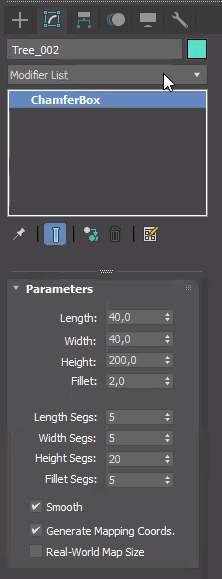 Tree_002
Modifier List
ChamferBox
Parameters
Length: 40,0
Width: 40,0
Height: 200,0
Fillet: 2,0
Length Segs: 5
Width Segs: 5
Height Segs: 20
Fillet Segs: 5
Smooth
Generate Mapping Coords.
Real-World Map Size